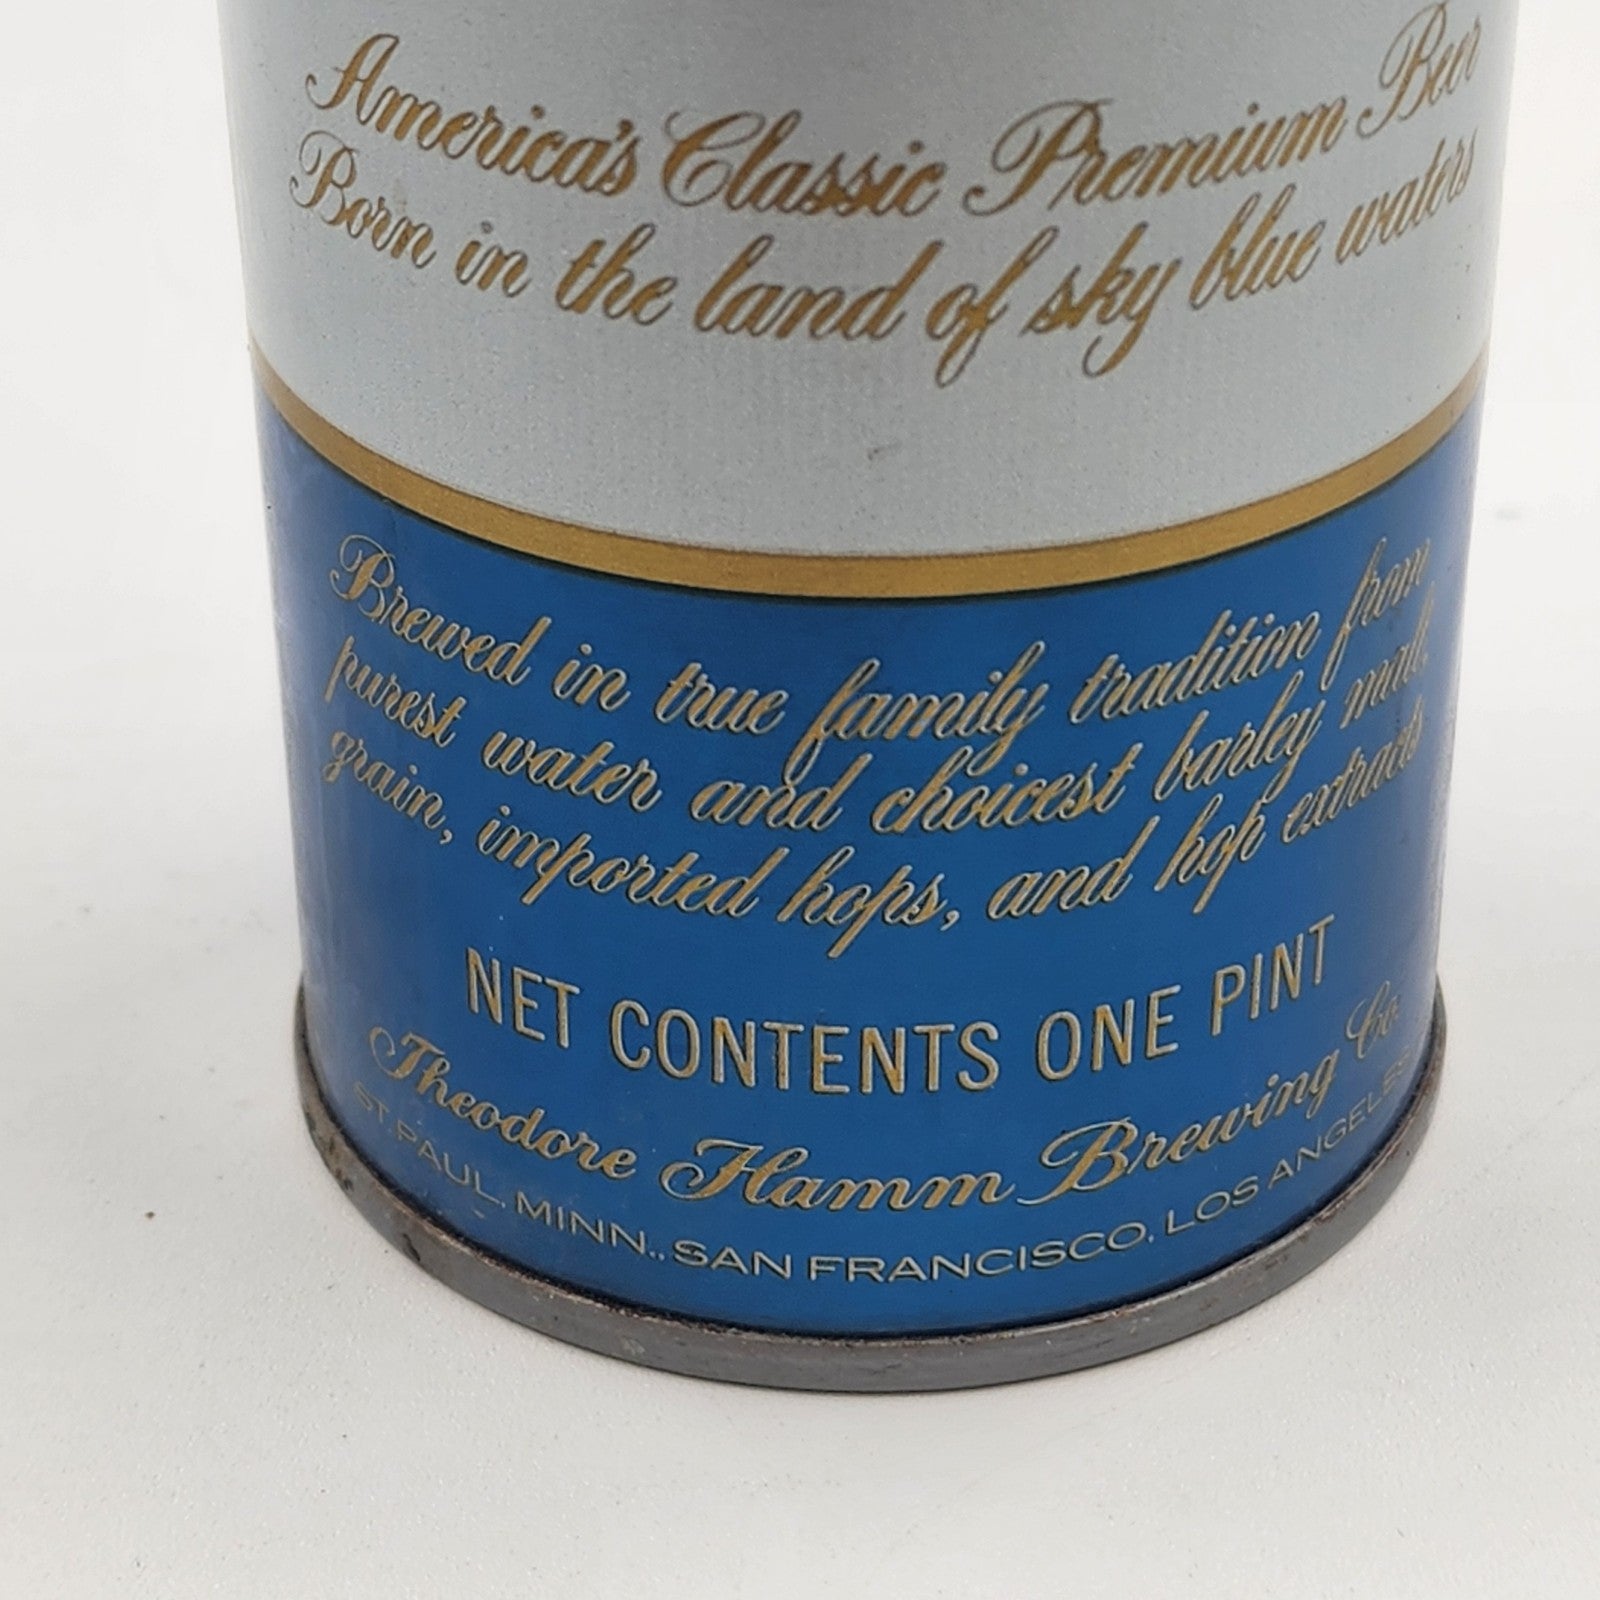 America's Classic Premium Beer
Born in the land of sky blue waters
Brewed in true family tradition from
purest water and choicest barley malt,
grain, imported hops, and hop extracts
NET CONTENTS ONE PINT
Theodore Hamm Brewing Co.
ST. PAUL, MINN., SAN FRANCISCO, LOS ANGELES